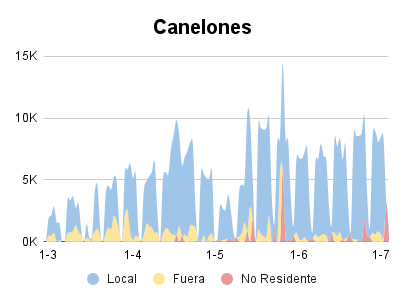 Canelones
15K
10K
5K
0K
1-3 1-4 1-5 1-6 1-7
Local Fuera No Residente